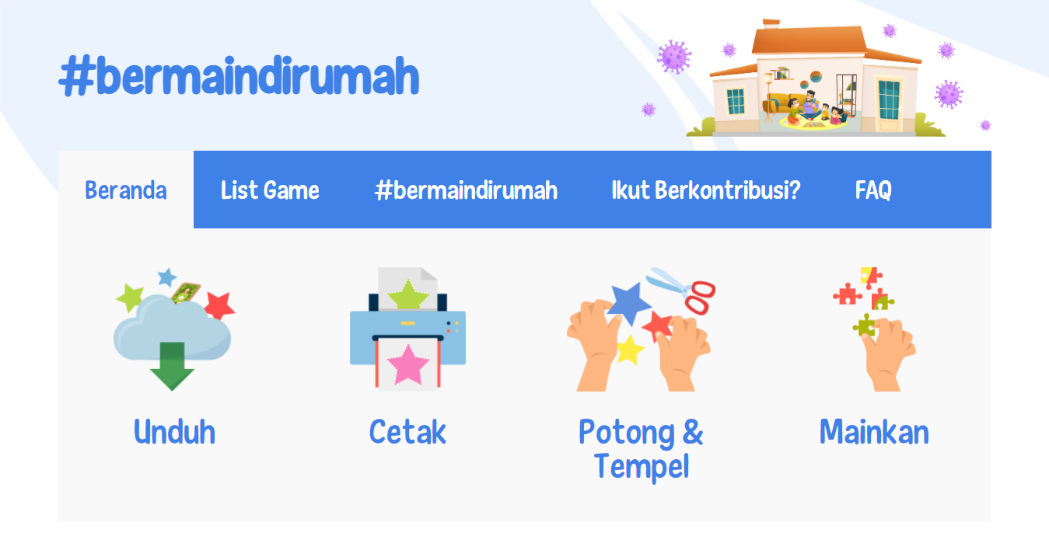 #bermaindirumah
Beranda List Game #bermaindirumah Ikut Berkontribusi? FAQ
Unduh Cetak Potong & Mainkan
Tempel